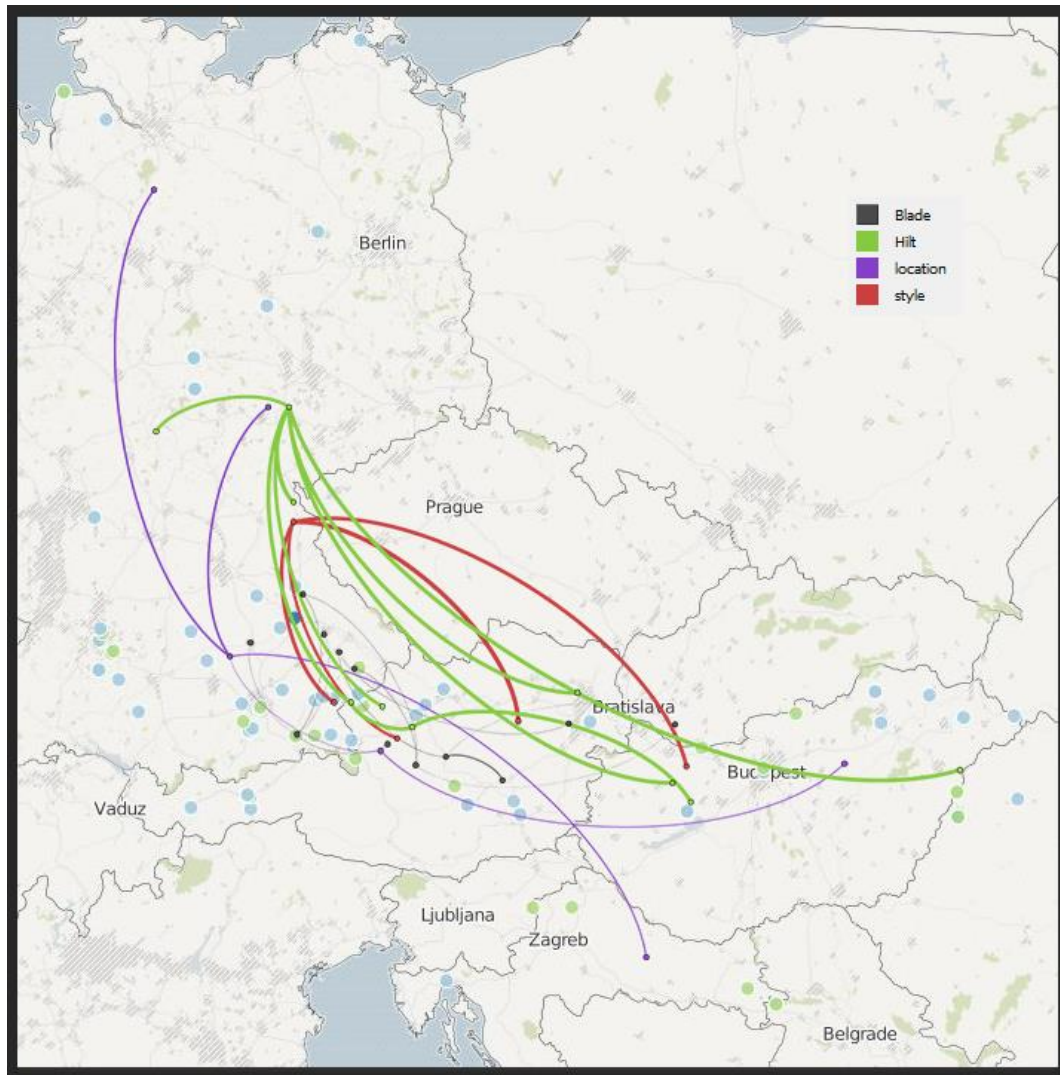 Blade
Hilt
location
style
Berlin
Prague
Bratislava
Budapest
Vaduz
Ljubljana
Zagreb
Belgrade